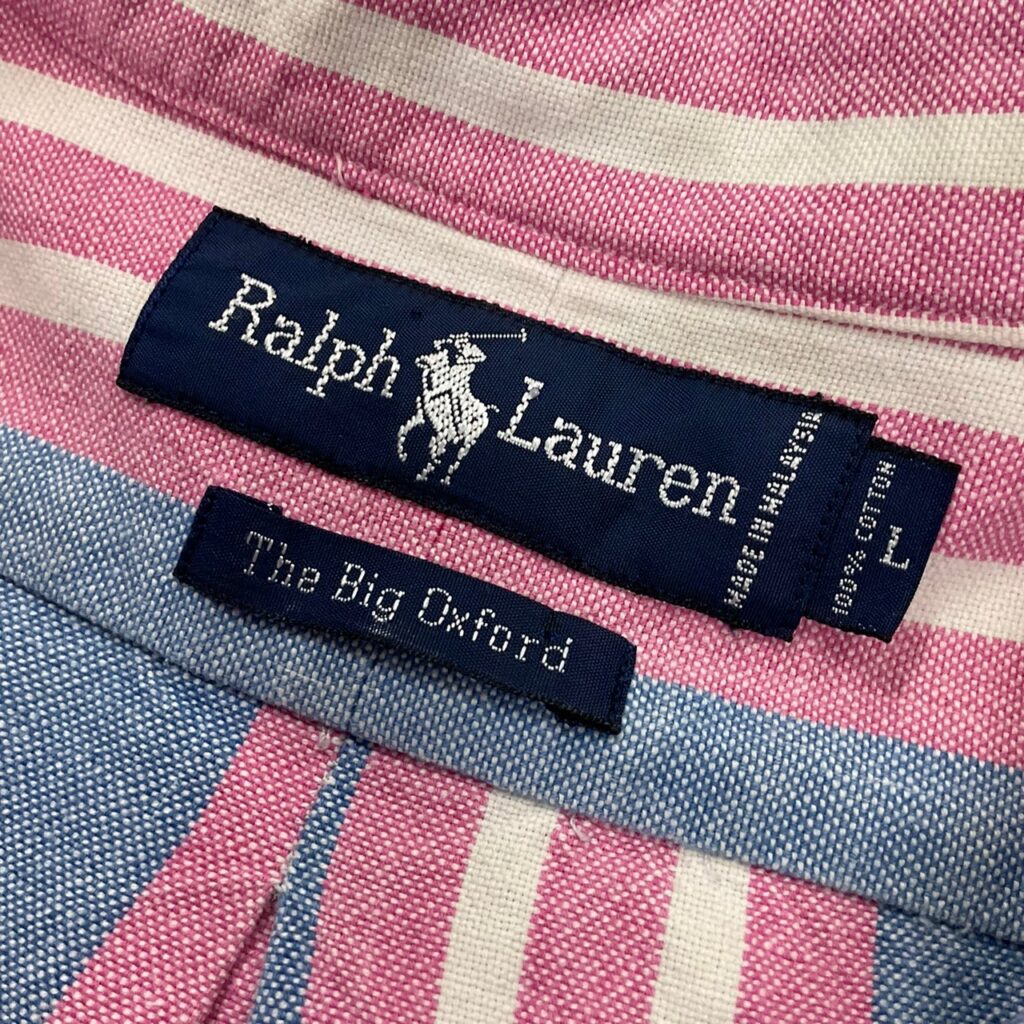 Ralph Lauren
MADE IN MALAYSIA
100% COTTON
L
The Big Oxford